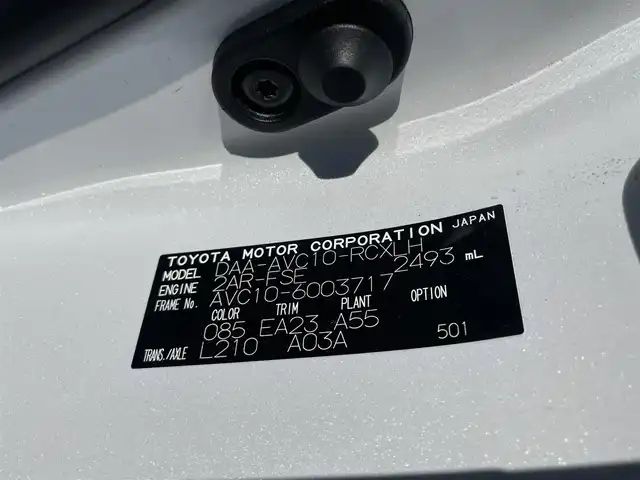 TOYOTA MOTOR CORPORATION JAPAN
MODEL DAA-AVC10-RCXLH
ENGINE 2AR-FSE 2493 mL
FRAME No. AVC10-6003717
COLOR TRIM PLANT OPTION
085 EA23 A55
TRANS./AXLE L210 A03A 501